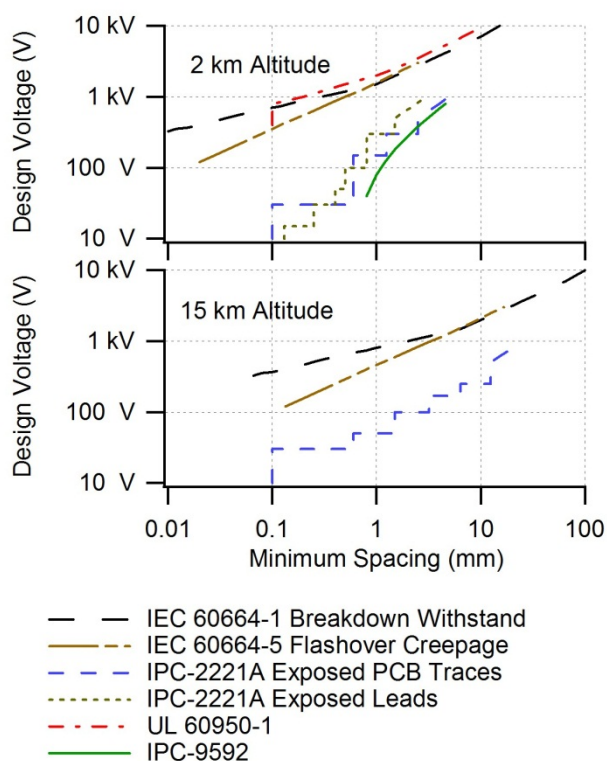 10 kV
1 kV
100 V
10 V
Design Voltage (V)
2 km Altitude
10 kV
1 kV
100 V
10 V
Design Voltage (V)
15 km Altitude
0.01 0.1 1 10 100
Minimum Spacing (mm)
IEC 60664-1 Breakdown Withstand
IEC 60664-5 Flashover Creepage
IPC-2221A Exposed PCB Traces
IPC-2221A Exposed Leads
UL 60950-1
IPC-9592